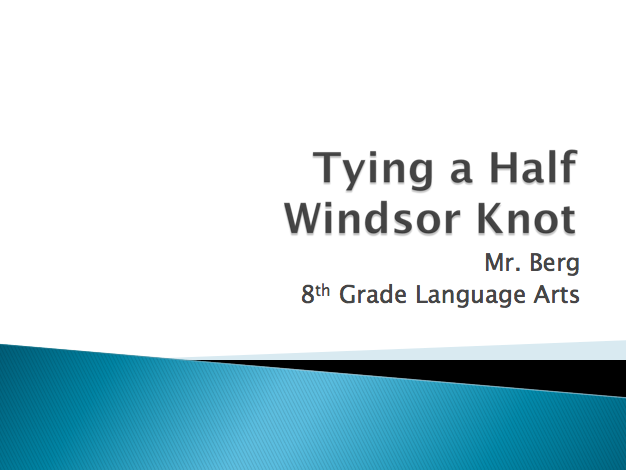 Tying a Half
Windsor Knot
Mr. Berg
8th Grade Language Arts